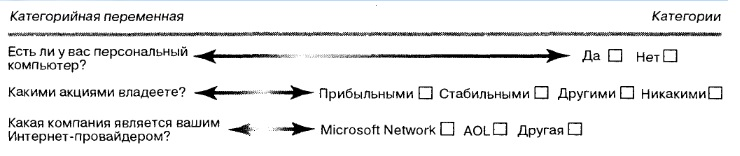 Категорийная переменная Категории
Есть ли у вас персональный
компьютер? Да Нет
Какими акциями владеете? Прибыльными Стабильными Другими Никакими
Какая компания является вашим
Интернет-провайдером? Microsoft Network AOL Другая